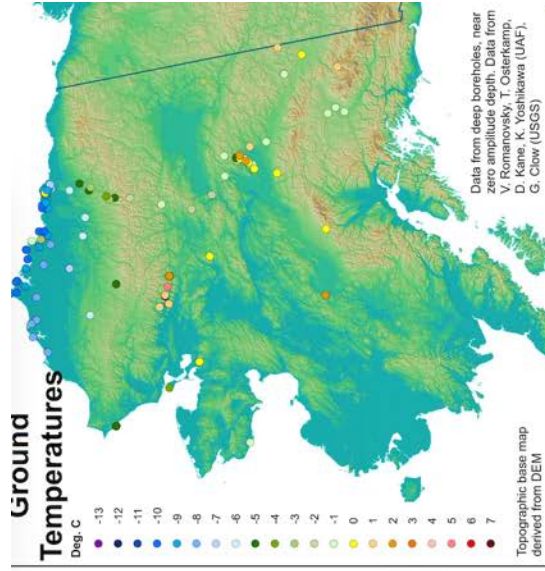 Ground
Temperatures
Deg. C
-13
-12
-11
-10
-9
-8
-7
-6
-5
-4
-3
-2
-1
0
1
2
3
4
5
6
7
Topographic base map
derived from DEM
Data from deep boreholes, near
zero amplitude depth. Data from
V. Romanovsky, T. Osterkamp,
D. Kane, K. Yoshikawa (UAF),
G. Clow (USGS)